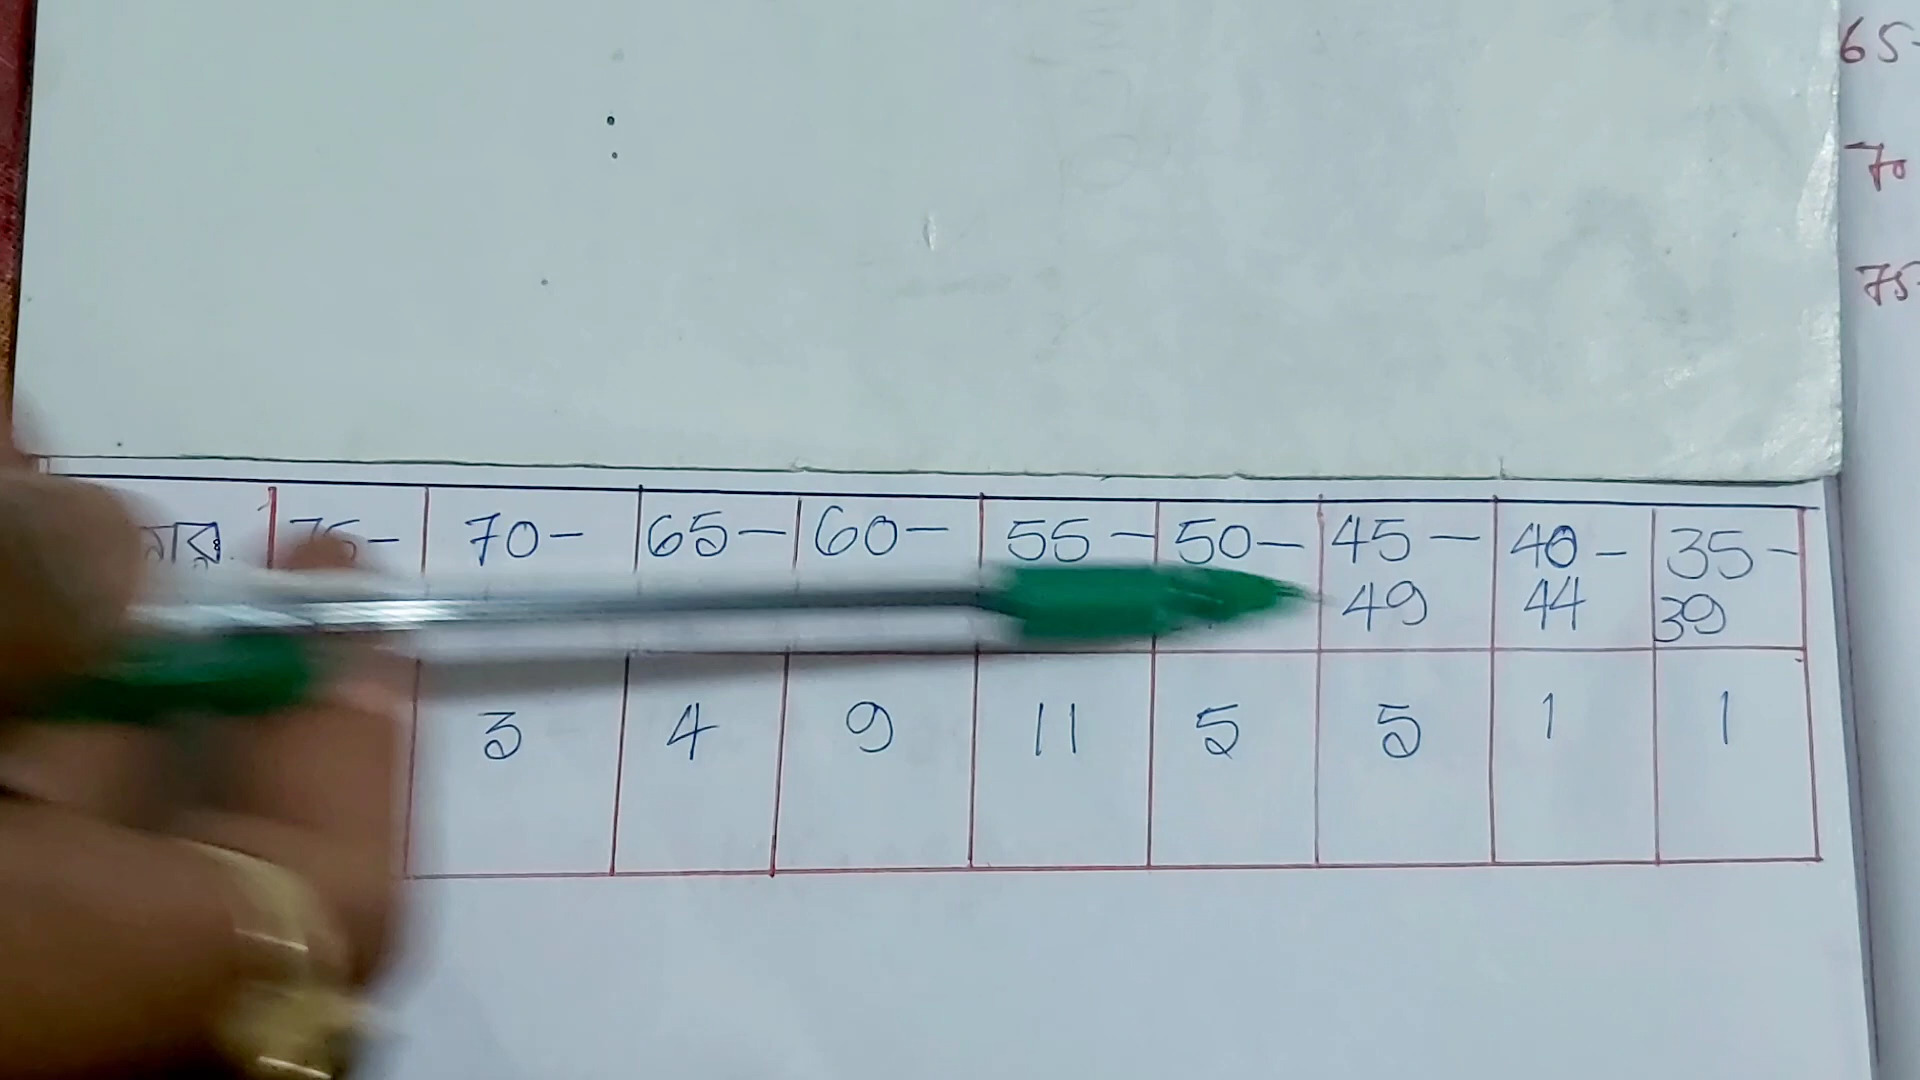 65-
70
75-
75- 70- 65- 60- 55- 50- 45- 40- 35-
49 44 39
3 4 9 11 5 5 1 1